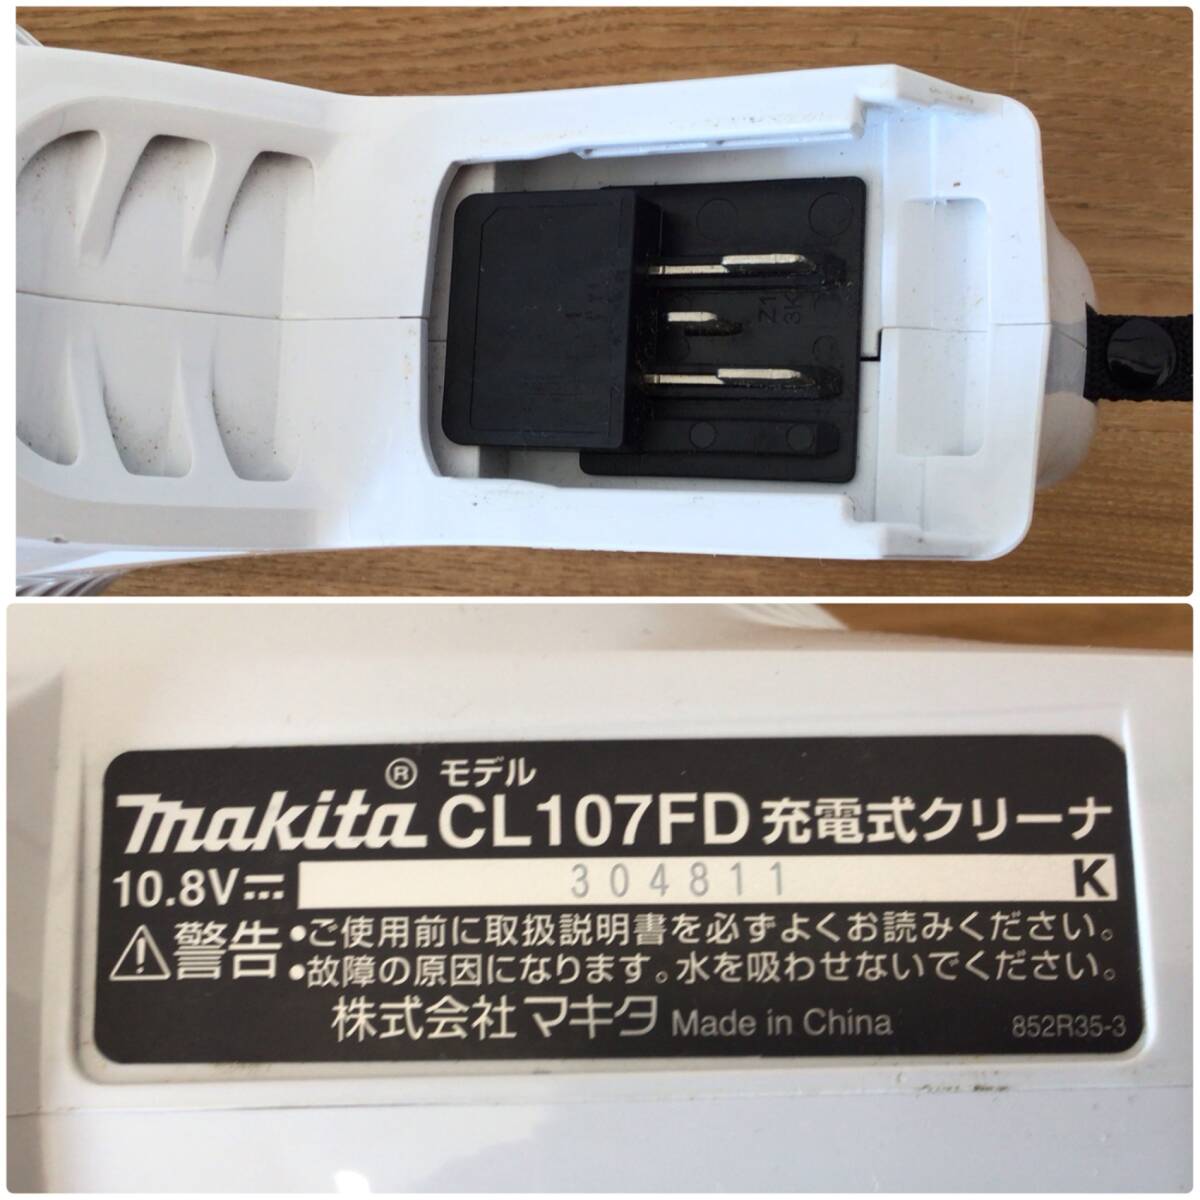 Z1
3K
makita® モデル CL107FD 充電式クリーナ
10.8V 304811 K
警告 •ご使用前に取扱説明書を必ずよくお読みください。
•故障の原因になります。水を吸わせないでください。
株式会社マキタ Made in China 852R35-3